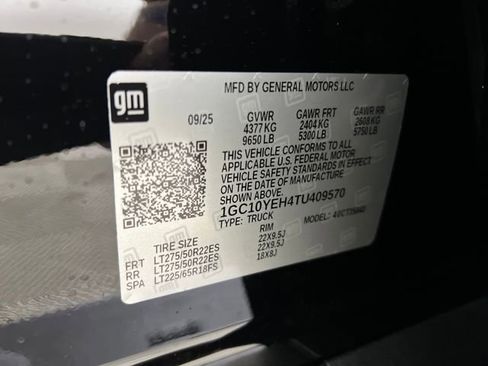 gm
MFD BY GENERAL MOTORS LLC
09/25 GVWR GAWR FRT GAWR RR
4377 KG 2404 KG 2608 KG
9650 LB 5300 LB 5750 LB
THIS VEHICLE CONFORMS TO ALL
APPLICABLE U.S. FEDERAL MOTOR
VEHICLE SAFETY STANDARDS IN EFFECT
ON THE DATE OF MANUFACTURE
1GC10YEH4TU409570
TYPE: TRUCK MODEL:
TIRE SIZE RIM
FRT LT275/50R22ES 22X9.5J
RR LT275/50R22ES 22X9.5J
SPA LT225/65R18FS 18X8J